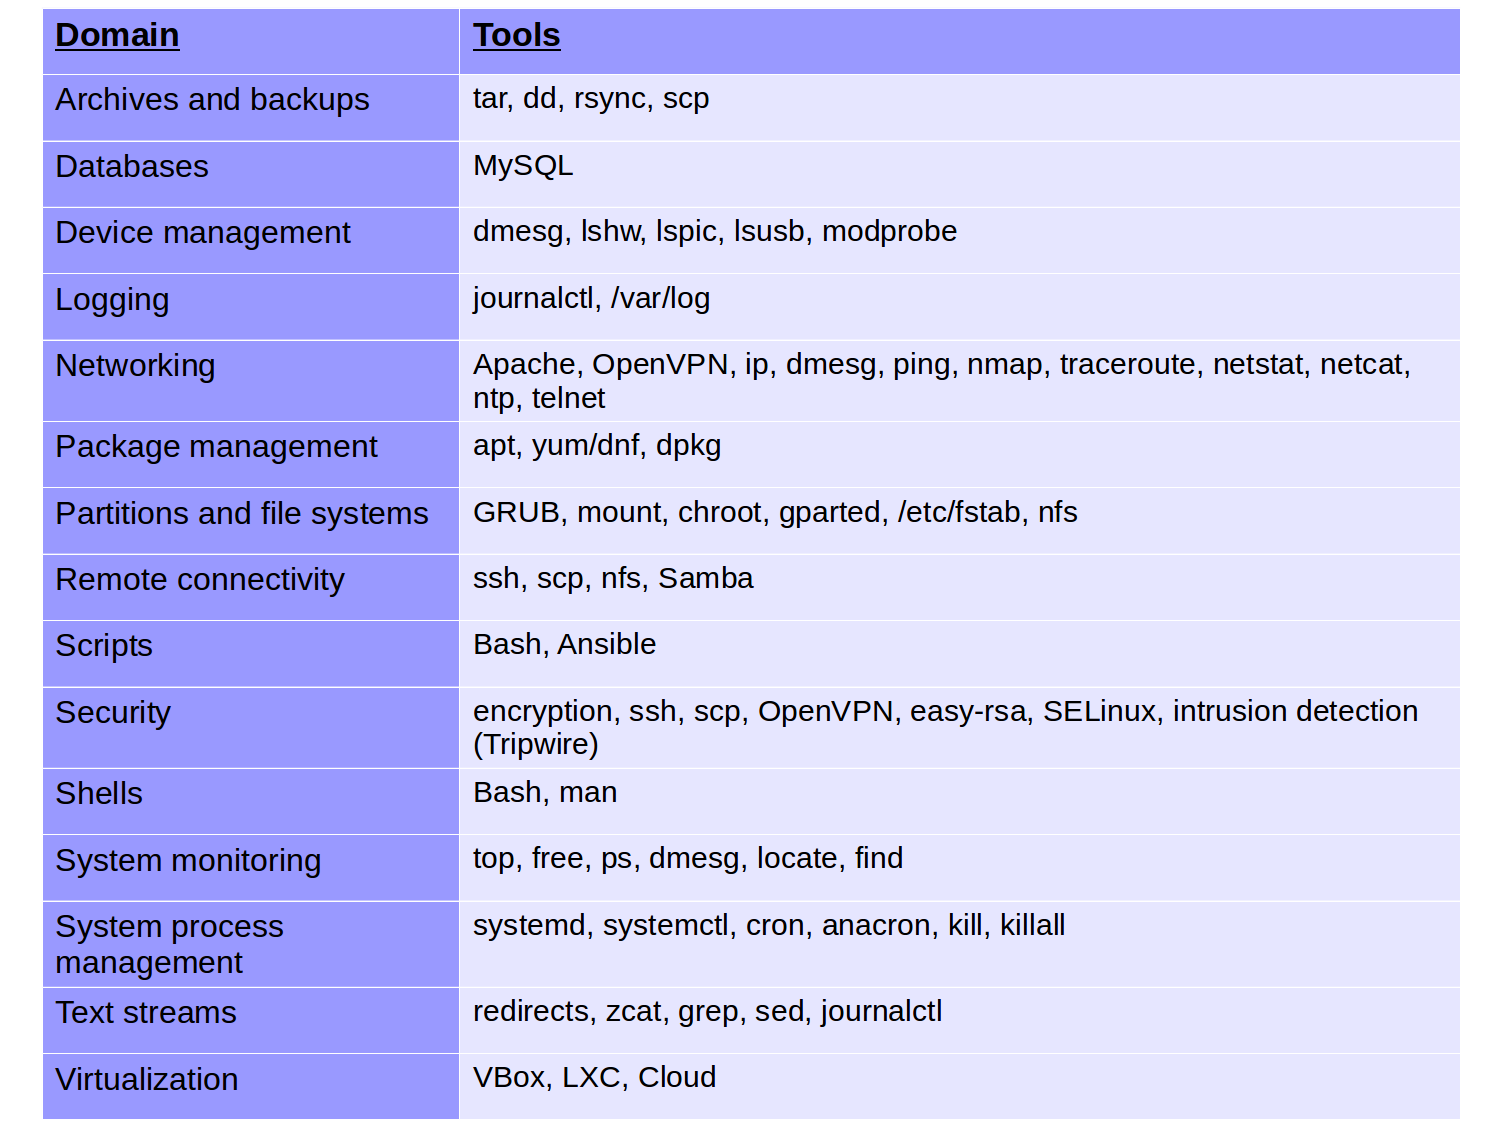 Domain Tools
Archives and backups tar, dd, rsync, scp
Databases MySQL
Device management dmesg, lshw, lspic, lsusb, modprobe
Logging journalctl, /var/log
Networking Apache, OpenVPN, ip, dmesg, ping, nmap, traceroute, netstat, netcat,
ntp, telnet
Package management apt, yum/dnf, dpkg
Partitions and file systems GRUB, mount, chroot, gparted, /etc/fstab, nfs
Remote connectivity ssh, scp, nfs, Samba
Scripts Bash, Ansible
Security encryption, ssh, scp, OpenVPN, easy-rsa, SELinux, intrusion detection
(Tripwire)
Shells Bash, man
System monitoring top, free, ps, dmesg, locate, find
System process systemd, systemctl, cron, anacron, kill, killall
management
Text streams redirects, zcat, grep, sed, journalctl
Virtualization VBox, LXC, Cloud